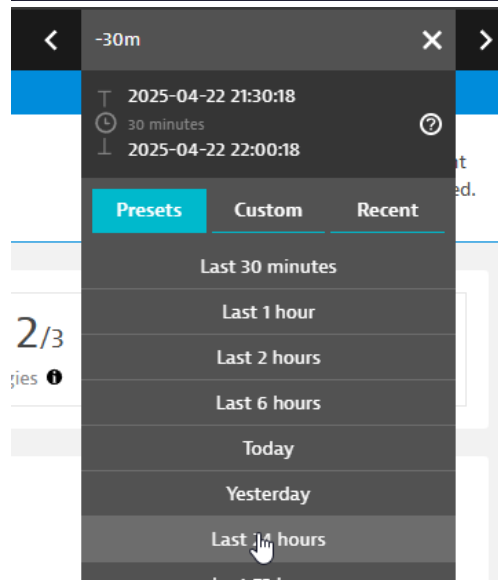 -30m
2025-04-22 21:30:18
30 minutes
2025-04-22 22:00:18
Presets
Custom
Recent
Last 30 minutes
Last 1 hour
Last 2 hours
Last 6 hours
Today
Yesterday
Last hours
2/3